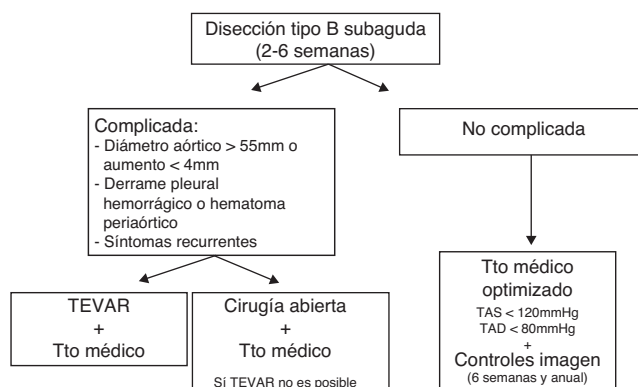 Disección tipo B subaguda
(2-6 semanas)
Complicada:
- Diámetro aórtico > 55mm o
aumento < 4mm
- Derrame pleural
hemorrágico o hematoma
periaórtico
- Síntomas recurrentes
No complicada
TEVAR
+
Tto médico
Cirugía abierta
+
Tto médico
Sí TEVAR no es posible
Tto médico
optimizado
TAS < 120mmHg
TAD < 80mmHg
+
Controles imagen
(6 semanas y anual)